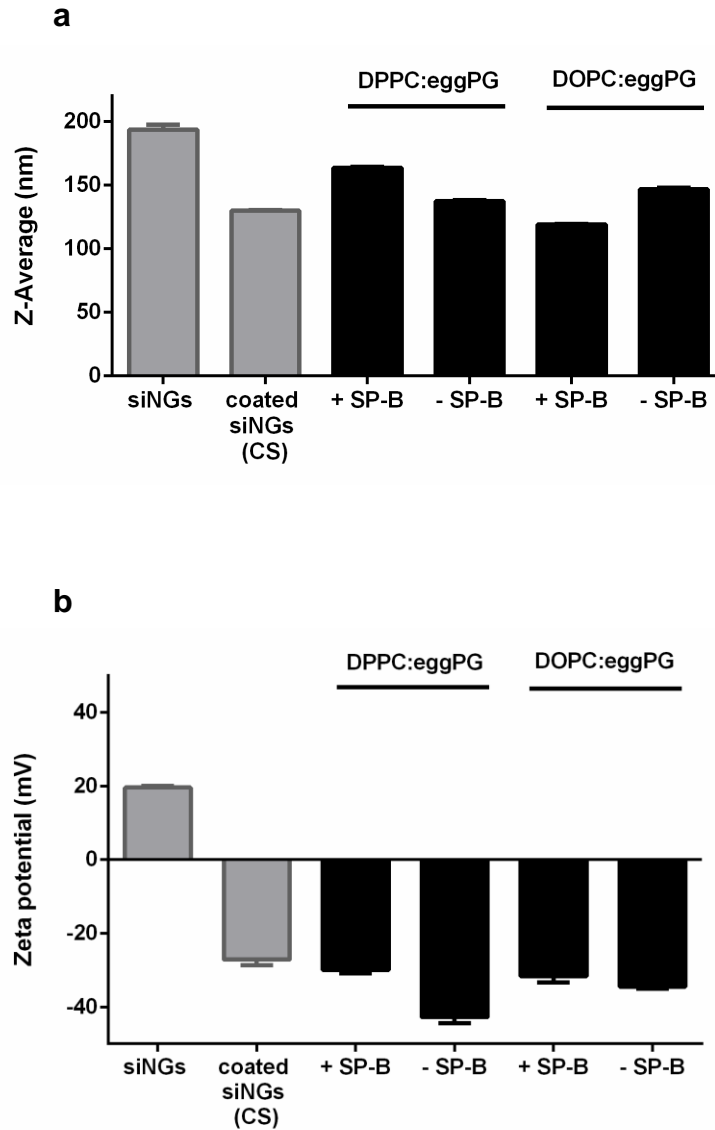 a
DPPC:eggPG DOPC:eggPG
Z-Average (nm)
200
150
100
50
0
siNGs coated + SP-B - SP-B + SP-B - SP-B
siNGs
(CS)
b
DPPC:eggPG DOPC:eggPG
Zeta potential (mV)
40
20
0
-20
-40
siNGs coated + SP-B - SP-B + SP-B - SP-B
siNGs
(CS)